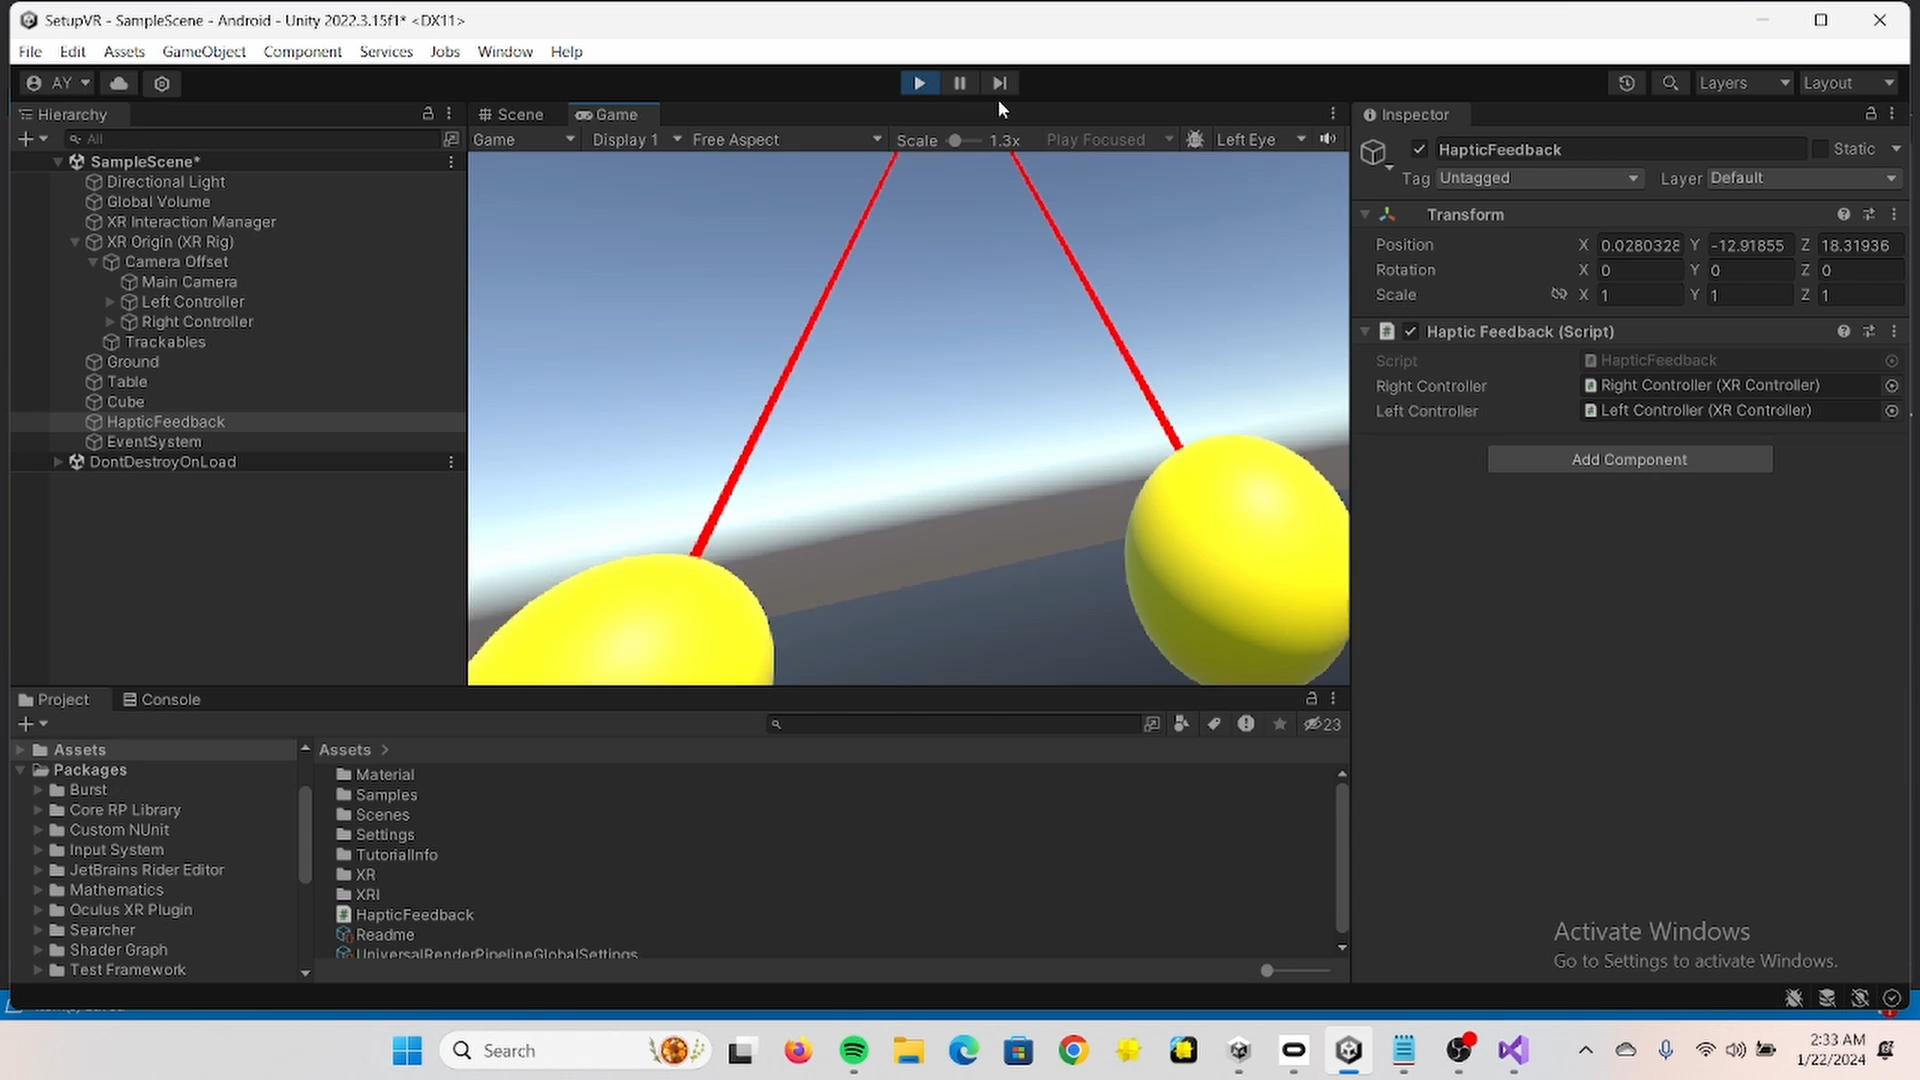 SetupVR - SampleScene - Android - Unity 2022.3.15f1* <DX11>
File Edit Assets GameObject Component Services Jobs Window Help
AY Layers Layout
Hierarchy
All
SampleScene*
Directional Light
Global Volume
XR Interaction Manager
XR Origin (XR Rig)
Camera Offset
Main Camera
Left Controller
Right Controller
Trackables
Ground
Table
Cube
HapticFeedback
EventSystem
DontDestroyOnLoad
Scene Game
Game Display 1 Free Aspect Scale 1.3x Play Focused Left Eye
Inspector
HapticFeedback Static
Tag Untagged Layer Default
Transform
Position X 0.0280328 Y -12.91855 Z 18.31936
Rotation X 0 Y 0 Z 0
Scale X 1 Y 1 Z 1
Haptic Feedback (Script)
Script HapticFeedback
Right Controller Right Controller (XR Controller)
Left Controller Left Controller (XR Controller)
Add Component
Project Console
23
Assets
Packages
Burst
Core RP Library
Custom NUnit
Input System
JetBrains Rider Editor
Mathematics
Oculus XR Plugin
Searcher
Shader Graph
Test Framework
Assets >
Material
Samples
Scenes
Settings
TutorialInfo
XR
XRI
HapticFeedback
Readme
UniversalRenderPipelineGlobalSettings
Activate Windows
Go to Settings to activate Windows.
Search
2:33 AM
1/22/2024